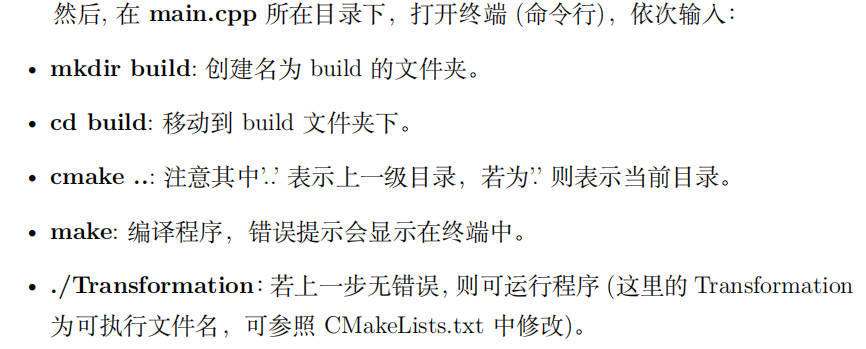 然后, 在 main.cpp 所在目录下，打开终端 (命令行)，依次输入：
• mkdir build: 创建名为 build 的文件夹。
• cd build: 移动到 build 文件夹下。
• cmake ..: 注意其中'..' 表示上一级目录，若为'.' 则表示当前目录。
• make: 编译程序，错误提示会显示在终端中。
• ./Transformation: 若上一步无错误, 则可运行程序 (这里的 Transformation
为可执行文件名，可参照 CMakeLists.txt 中修改)。